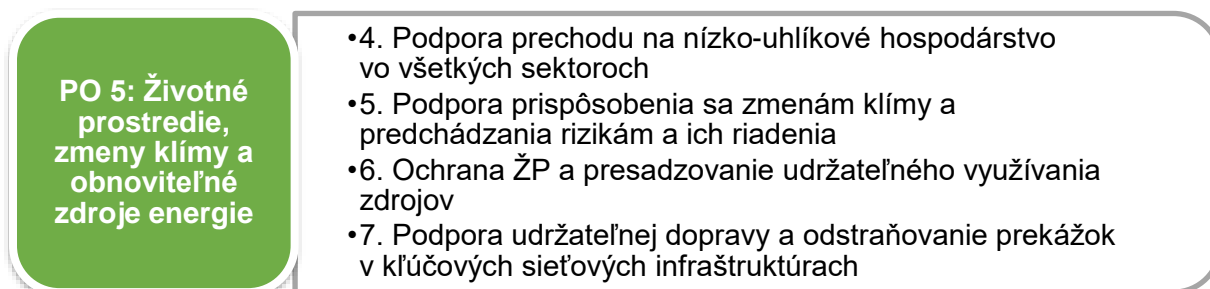 PO 5: Životné
prostredie,
zmeny klímy a
obnoviteľné
zdroje energie
•4. Podpora prechodu na nízko-uhlíkové hospodárstvo
vo všetkých sektoroch
•5. Podpora prispôsobenia sa zmenám klímy a
predchádzania rizikám a ich riadenia
•6. Ochrana ŽP a presadzovanie udržateľného využívania
zdrojov
•7. Podpora udržateľnej dopravy a odstraňovanie prekážok
v kľúčových sieťových infraštruktúrach